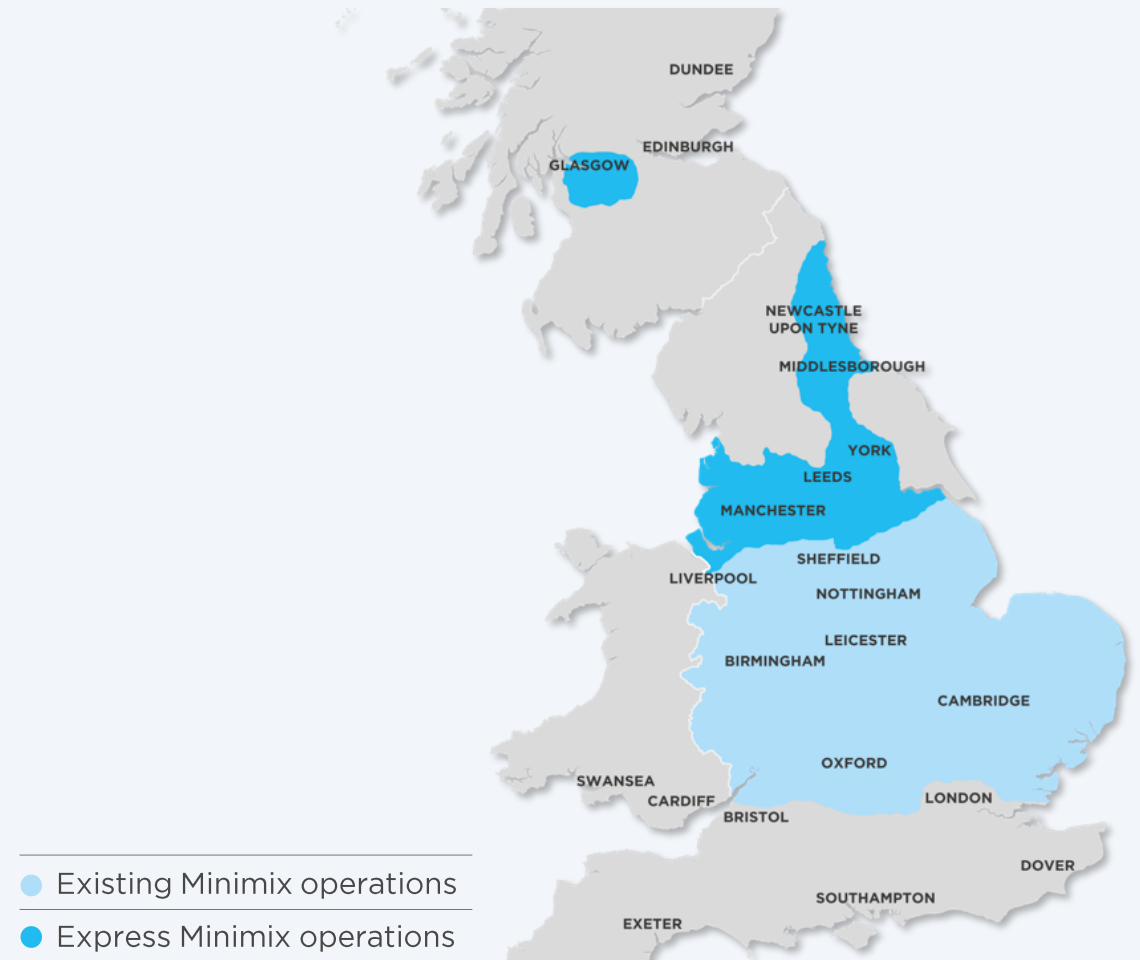 DUNDEE
EDINBURGH
GLASGOW
NEWCASTLE
UPON TYNE
MIDDLESBOROUGH
YORK
LEEDS
MANCHESTER
SHEFFIELD
LIVERPOOL
NOTTINGHAM
LEICESTER
BIRMINGHAM
CAMBRIDGE
OXFORD
SWANSEA
LONDON
CARDIFF
BRISTOL
DOVER
SOUTHAMPTON
EXETER
Existing Minimix operations
Express Minimix operations